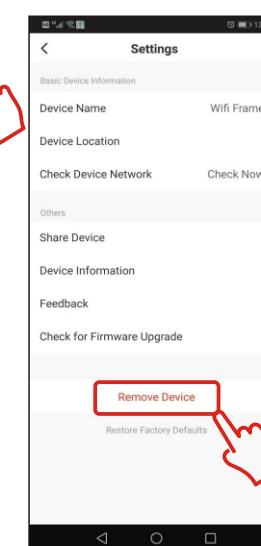 Settings
Basic Device Information
Device Name Wifi Frame
Device Location
Check Device Network Check Now
Others
Share Device
Device Information
Feedback
Check for Firmware Upgrade
Remove Device
Restore Factory Defaults